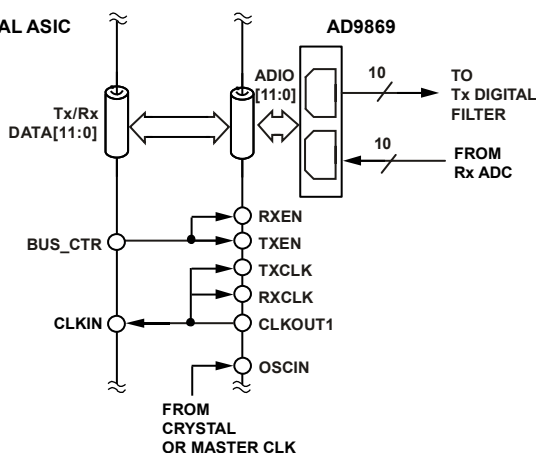 AL ASIC
AD9869
Tx/Rx
DATA[11:0]
ADIO
[11:0]
10
TO
Tx DIGITAL
FILTER
10
FROM
Rx ADC
RXEN
BUS_CTR
TXEN
TXCLK
RXCLK
CLKIN
CLKOUT1
OSCIN
FROM
CRYSTAL
OR MASTER CLK